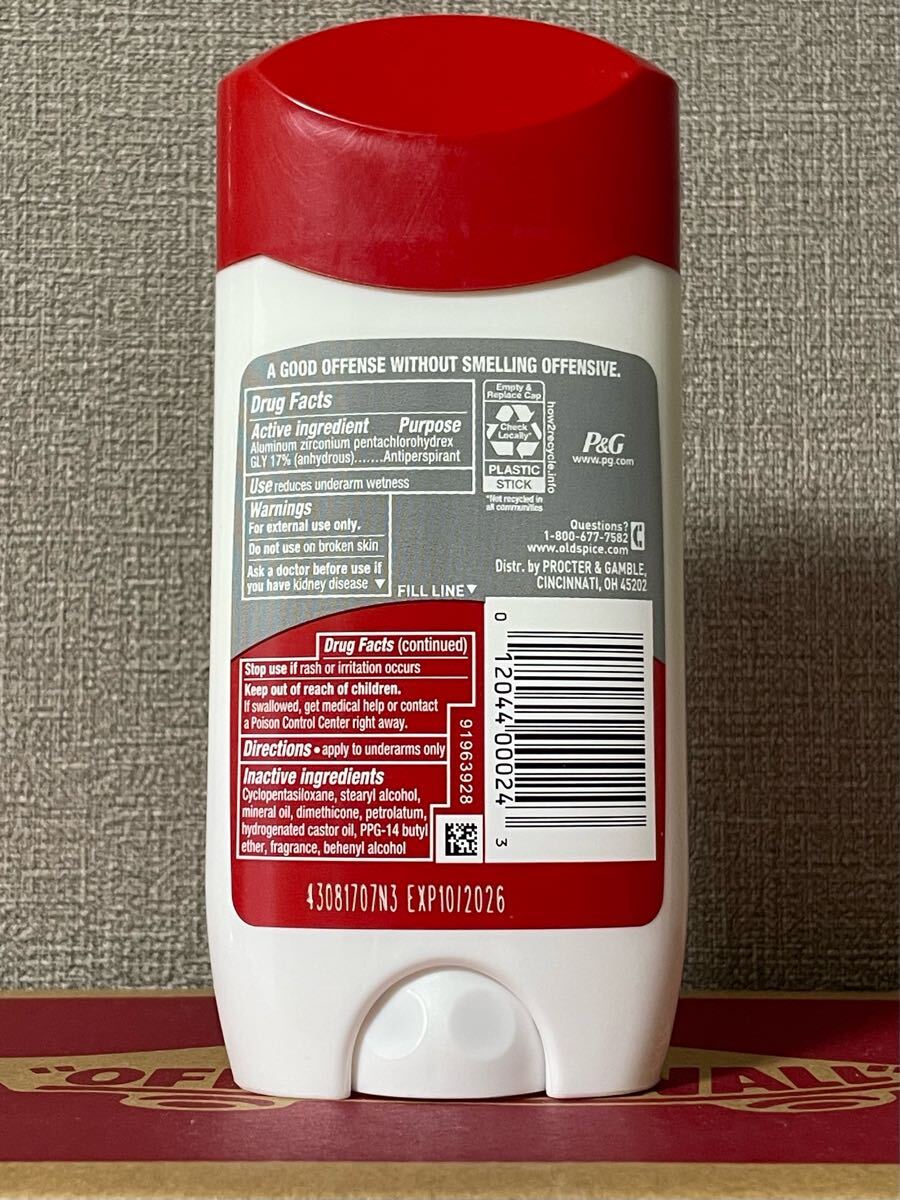 A GOOD OFFENSE WITHOUT SMELLING OFFENSIVE.
Drug Facts
Active ingredient Purpose
Aluminum zirconium pentachlorohydrex
GLY 17% (anhydrous).......Antiperspirant
Use reduces underarm wetness
Warnings
For external use only.
Do not use on broken skin
Ask a doctor before use if
you have kidney disease ▼
Empty &
Replace Cap
Check
Locally*
PLASTIC
STICK
*Not recycled in
all communities
how2recycle.info
P&G
www.pg.com
Questions?
1-800-677-7582
www.oldspice.com
Distr. by PROCTER & GAMBLE,
CINCINNATI, OH 45202
FILL LINE▼
Drug Facts (continued)
Stop use if rash or irritation occurs
Keep out of reach of children.
If swallowed, get medical help or contact
a Poison Control Center right away.
Directions • apply to underarms only
Inactive ingredients
Cyclopentasiloxane, stearyl alcohol,
mineral oil, dimethicone, petrolatum,
hydrogenated castor oil, PPG-14 butyl
ether, fragrance, behenyl alcohol
91963928
0 12044 00024 3
43081707N3 EXP10/2026